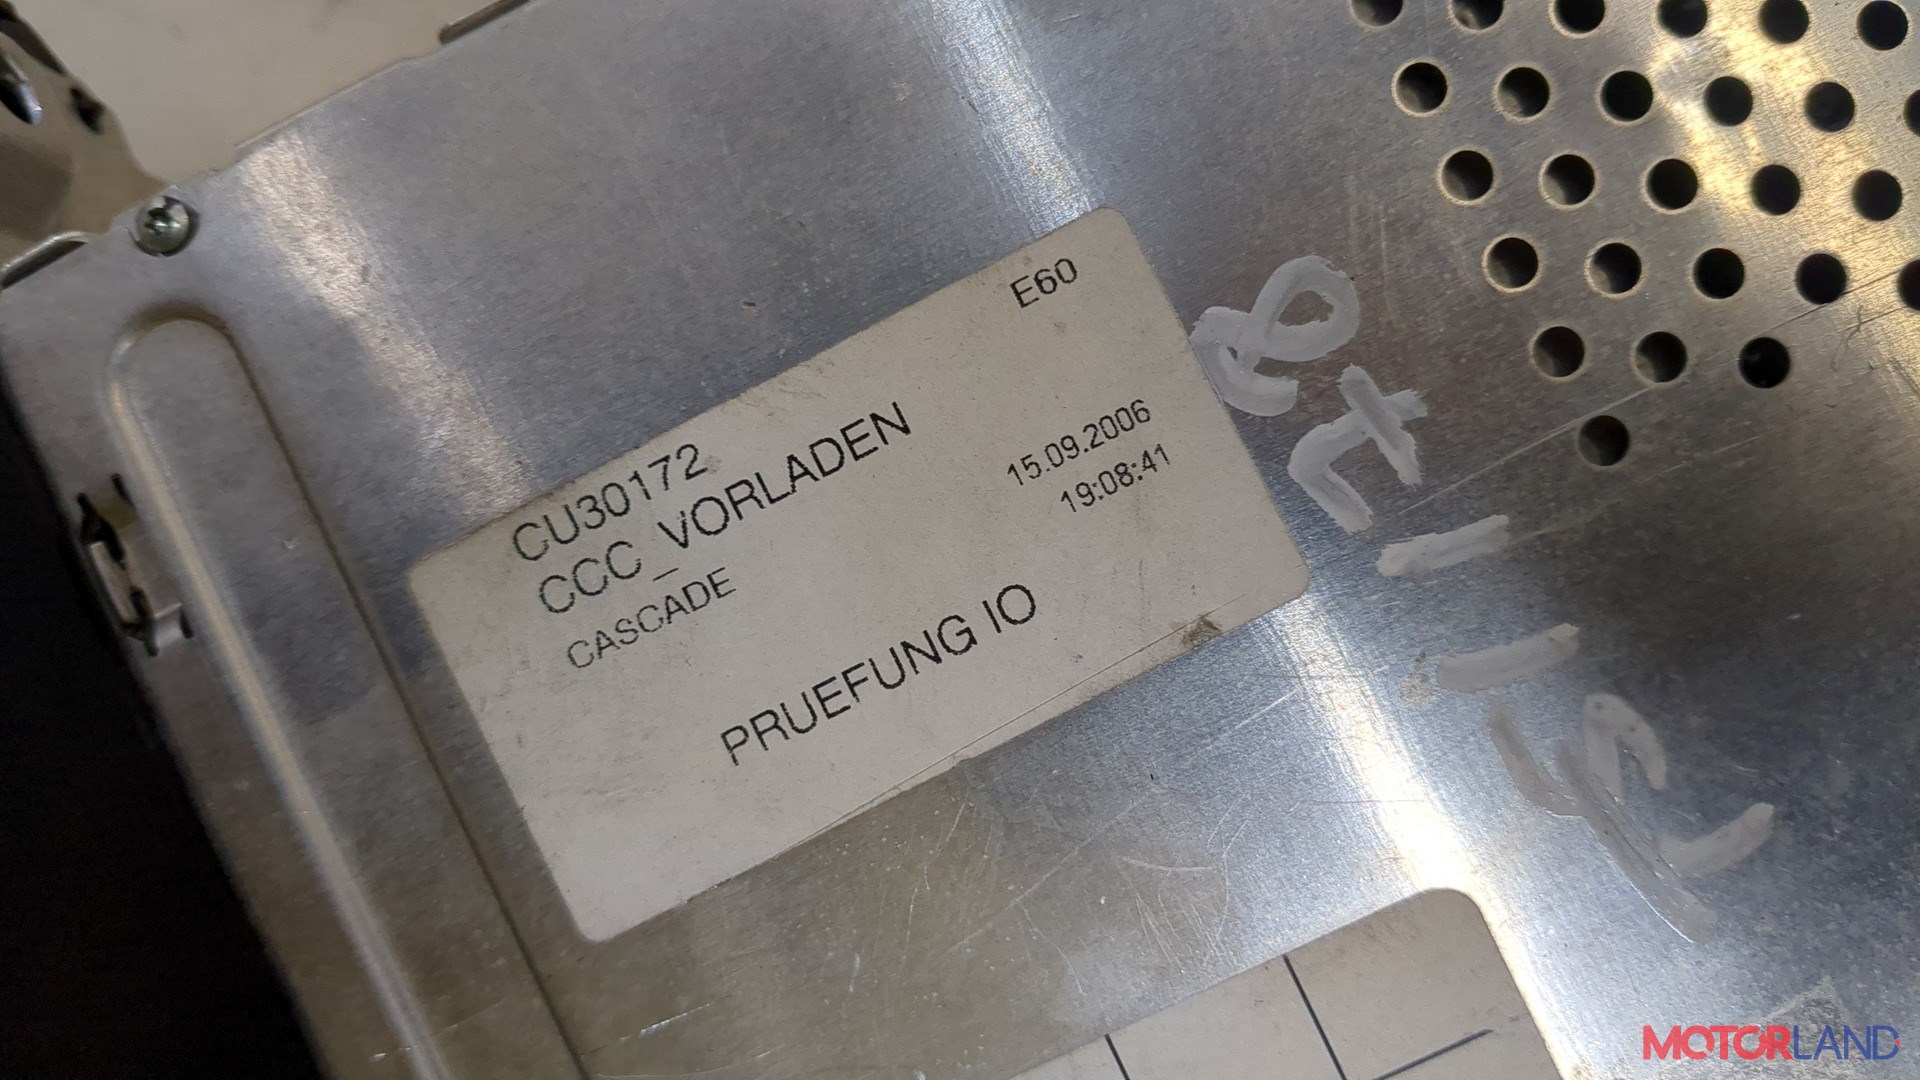 E60
CU30172
CCC_VORLADEN
CASCADE
15.09.2006
19:08:41
PRUEFUNG IO
MOTORLAND